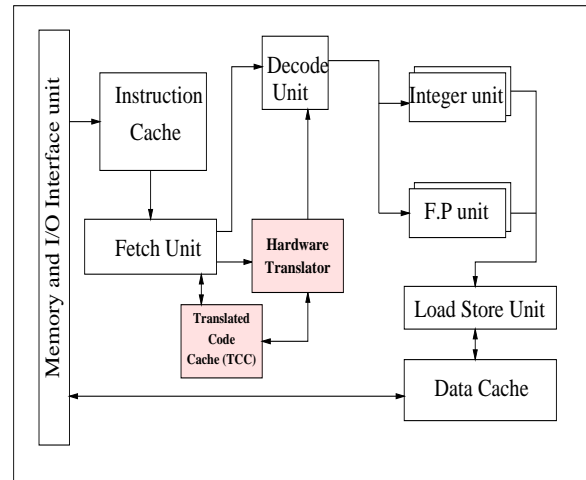 Memory and I/O Interface unit
Instruction
Cache
Decode
Unit
Integer unit
F.P unit
Fetch Unit
Hardware
Translator
Translated
Code
Cache (TCC)
Load Store Unit
Data Cache